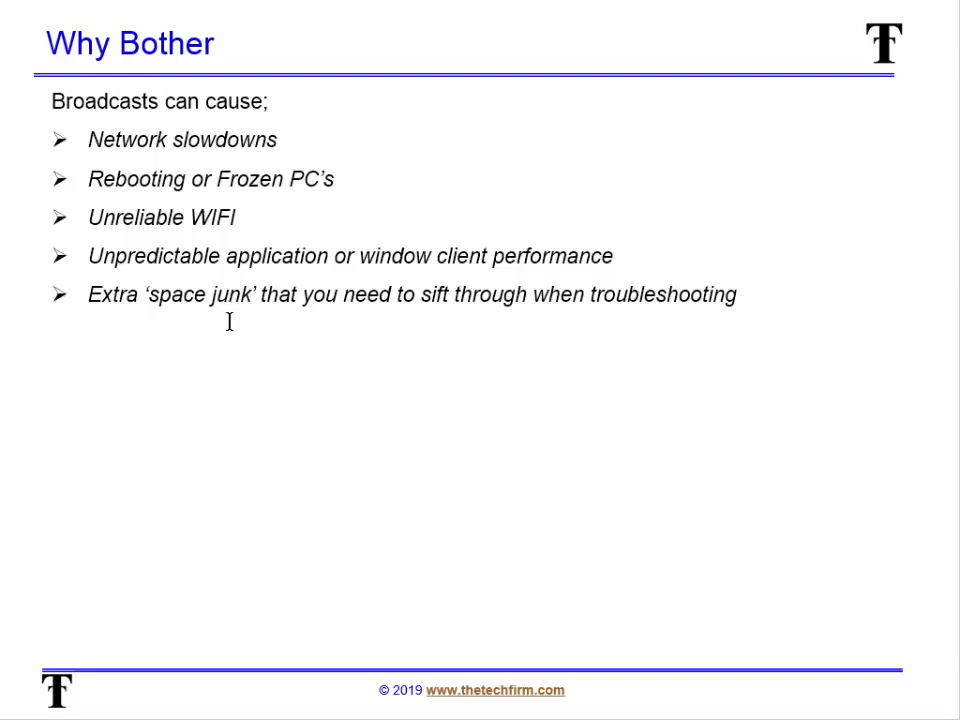 Why Bother
Broadcasts can cause;
Network slowdowns
Rebooting or Frozen PC's
Unreliable WIFI
Unpredictable application or window client performance
Extra ‘space junk’ that you need to sift through when troubleshooting
© 2019 www.thetechfirm.com